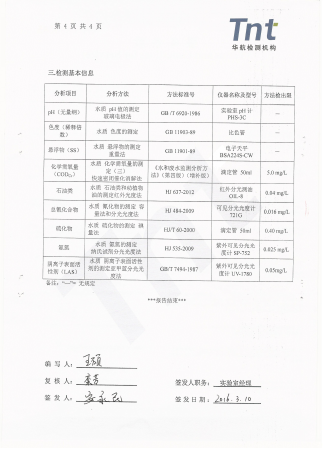 第 4 页 共 4 页
Tnt
华航检测机构
三.检测基本信息
分析项目 分析方法 方法标准号 仪器名称及型号 方法检出限
pH（无量纲） 水质 pH 值的测定 玻璃电极法 GB /T 6920-1986 实验室 pH 计 PHS-3C —
色度（稀释倍数） 水质 色度的测定 GB 11903-89 比色管 —
悬浮物（SS） 水质 悬浮物的测定 重量法 GB 11901-89 电子天平 BSA224S-CW —
化学需氧量 水质 化学需氧量的测定（三） 快速密闭催化消解法 《水和废水监测分析方法》（第四版）（增补版） 滴定管 50ml 5.0 mg/L
石油类 水质 石油类和动植物油的测定红外光度法 HJ 637-2012 红外分光测油 OIL-8 0.04 mg/L
总氰化合物 水质 氰化物的测定 容量法和分光光度法 HJ 484-2009 可见分光光度计 721G 0.016 mg/L
硫化物 水质 硫化物的测定 碘量法 HJ/T 60-2000 滴定管 50ml 0.40 mg/L
氨氮 水质 氨氮的测定 纳氏试剂分光光度法 HJ 535-2009 紫外可见分光光度计 SP-752 0.025 mg/L
阴离子表面活性剂（LAS） 水质 阴离子表面活性剂的测定亚甲蓝分光光度法 GB/T 7494-1987 紫外可见分光光度计 UV-1780 0.05mg/L
备注：“—”无规定
***报告结束***
编 写 人：
复 核 人： 签发人职务： 实验室经理
签 发 人： 签 发 日 期： 2016.3.10